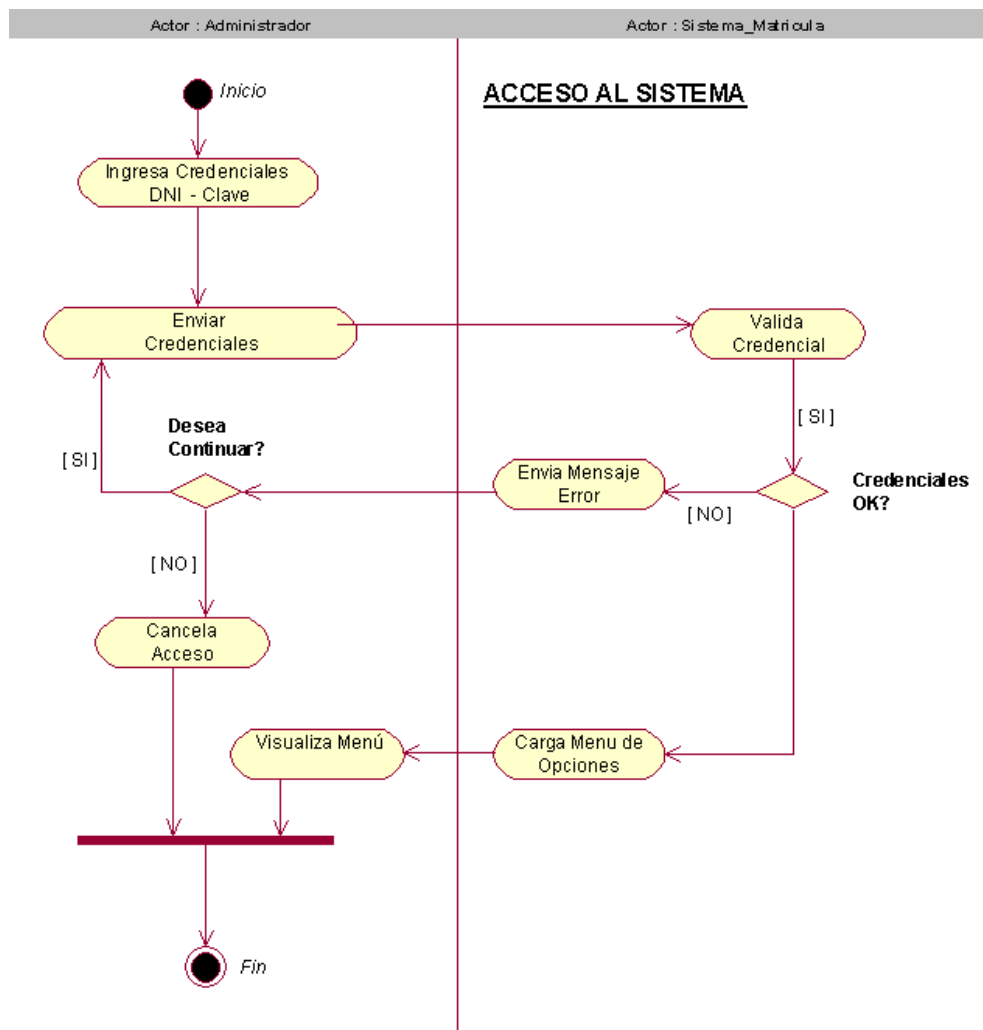 Actor : Administrador
Actor : Sistema_Matricula
Inicio
ACCESO AL SISTEMA
Ingresa Credenciales
DNI - Clave
Enviar
Credenciales
Valida
Credencial
[ SI ]
Desea
Continuar?
[ SI ]
Envia Mensaje
Error
[ NO ]
Credenciales
OK?
[ NO ]
Cancela
Acceso
Visualiza Menú
Carga Menu de
Opciones
Fin